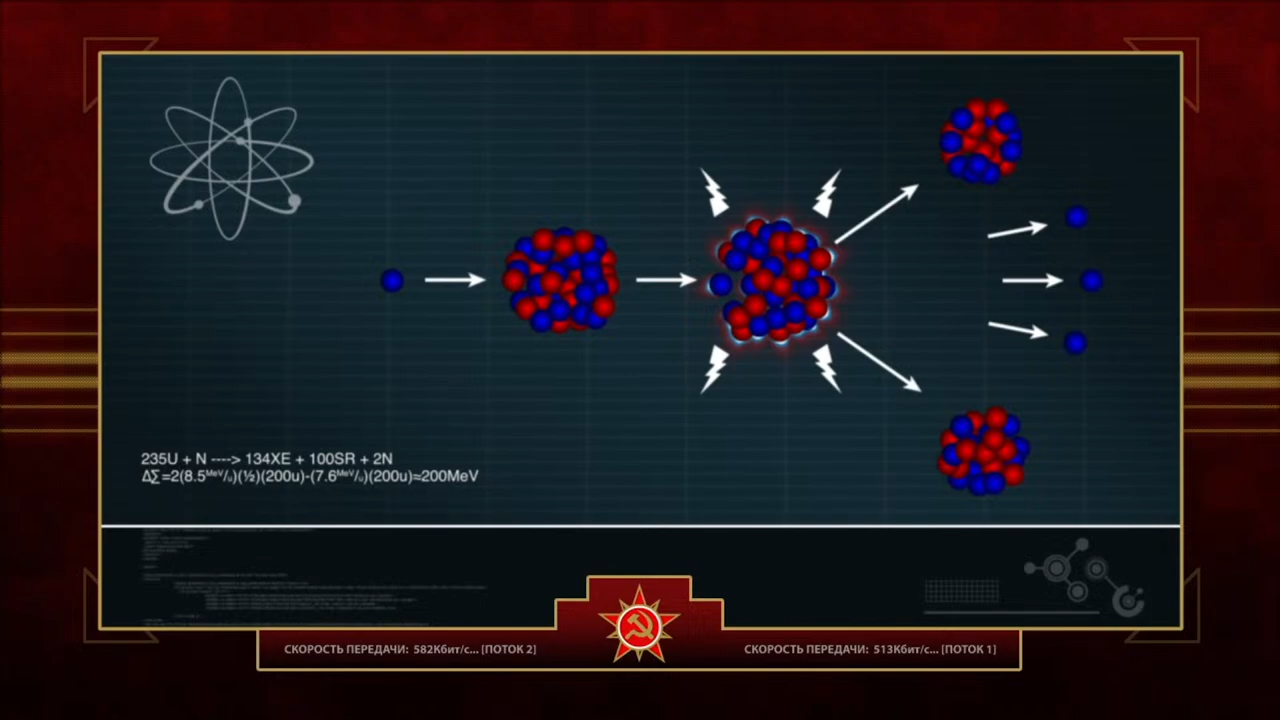 235U + N ----> 134XE + 100SR + 2N
ΔΣ=2(8.5ᴹᵉⱽ/ᵤ)(½)(200u)-(7.6ᴹᵉⱽ/ᵤ)(200u)≈200MeV
СКОРОСТЬ ПЕРЕДАЧИ: 582Кбит/с... [ПОТОК 2]
СКОРОСТЬ ПЕРЕДАЧИ: 513Кбит/с... [ПОТОК 1]